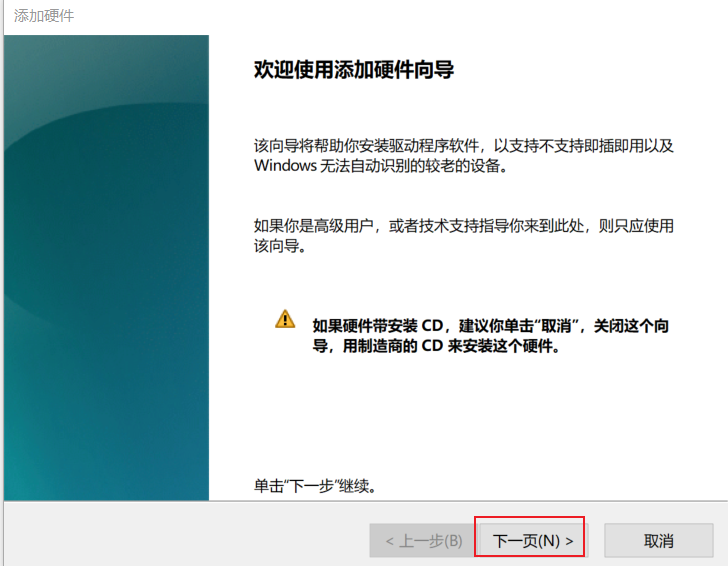 添加硬件
欢迎使用添加硬件向导
该向导将帮助你安装驱动程序软件，以支持不支持即插即用以及
Windows 无法自动识别的较老的设备。
如果你是高级用户，或者技术支持指导你来到此处，则只应使用
该向导。
如果硬件带安装 CD，建议你单击“取消”，关闭这个向
导，用制造商的 CD 来安装这个硬件。
单击“下一步”继续。
< 上一步(B)
下一页(N) >
取消